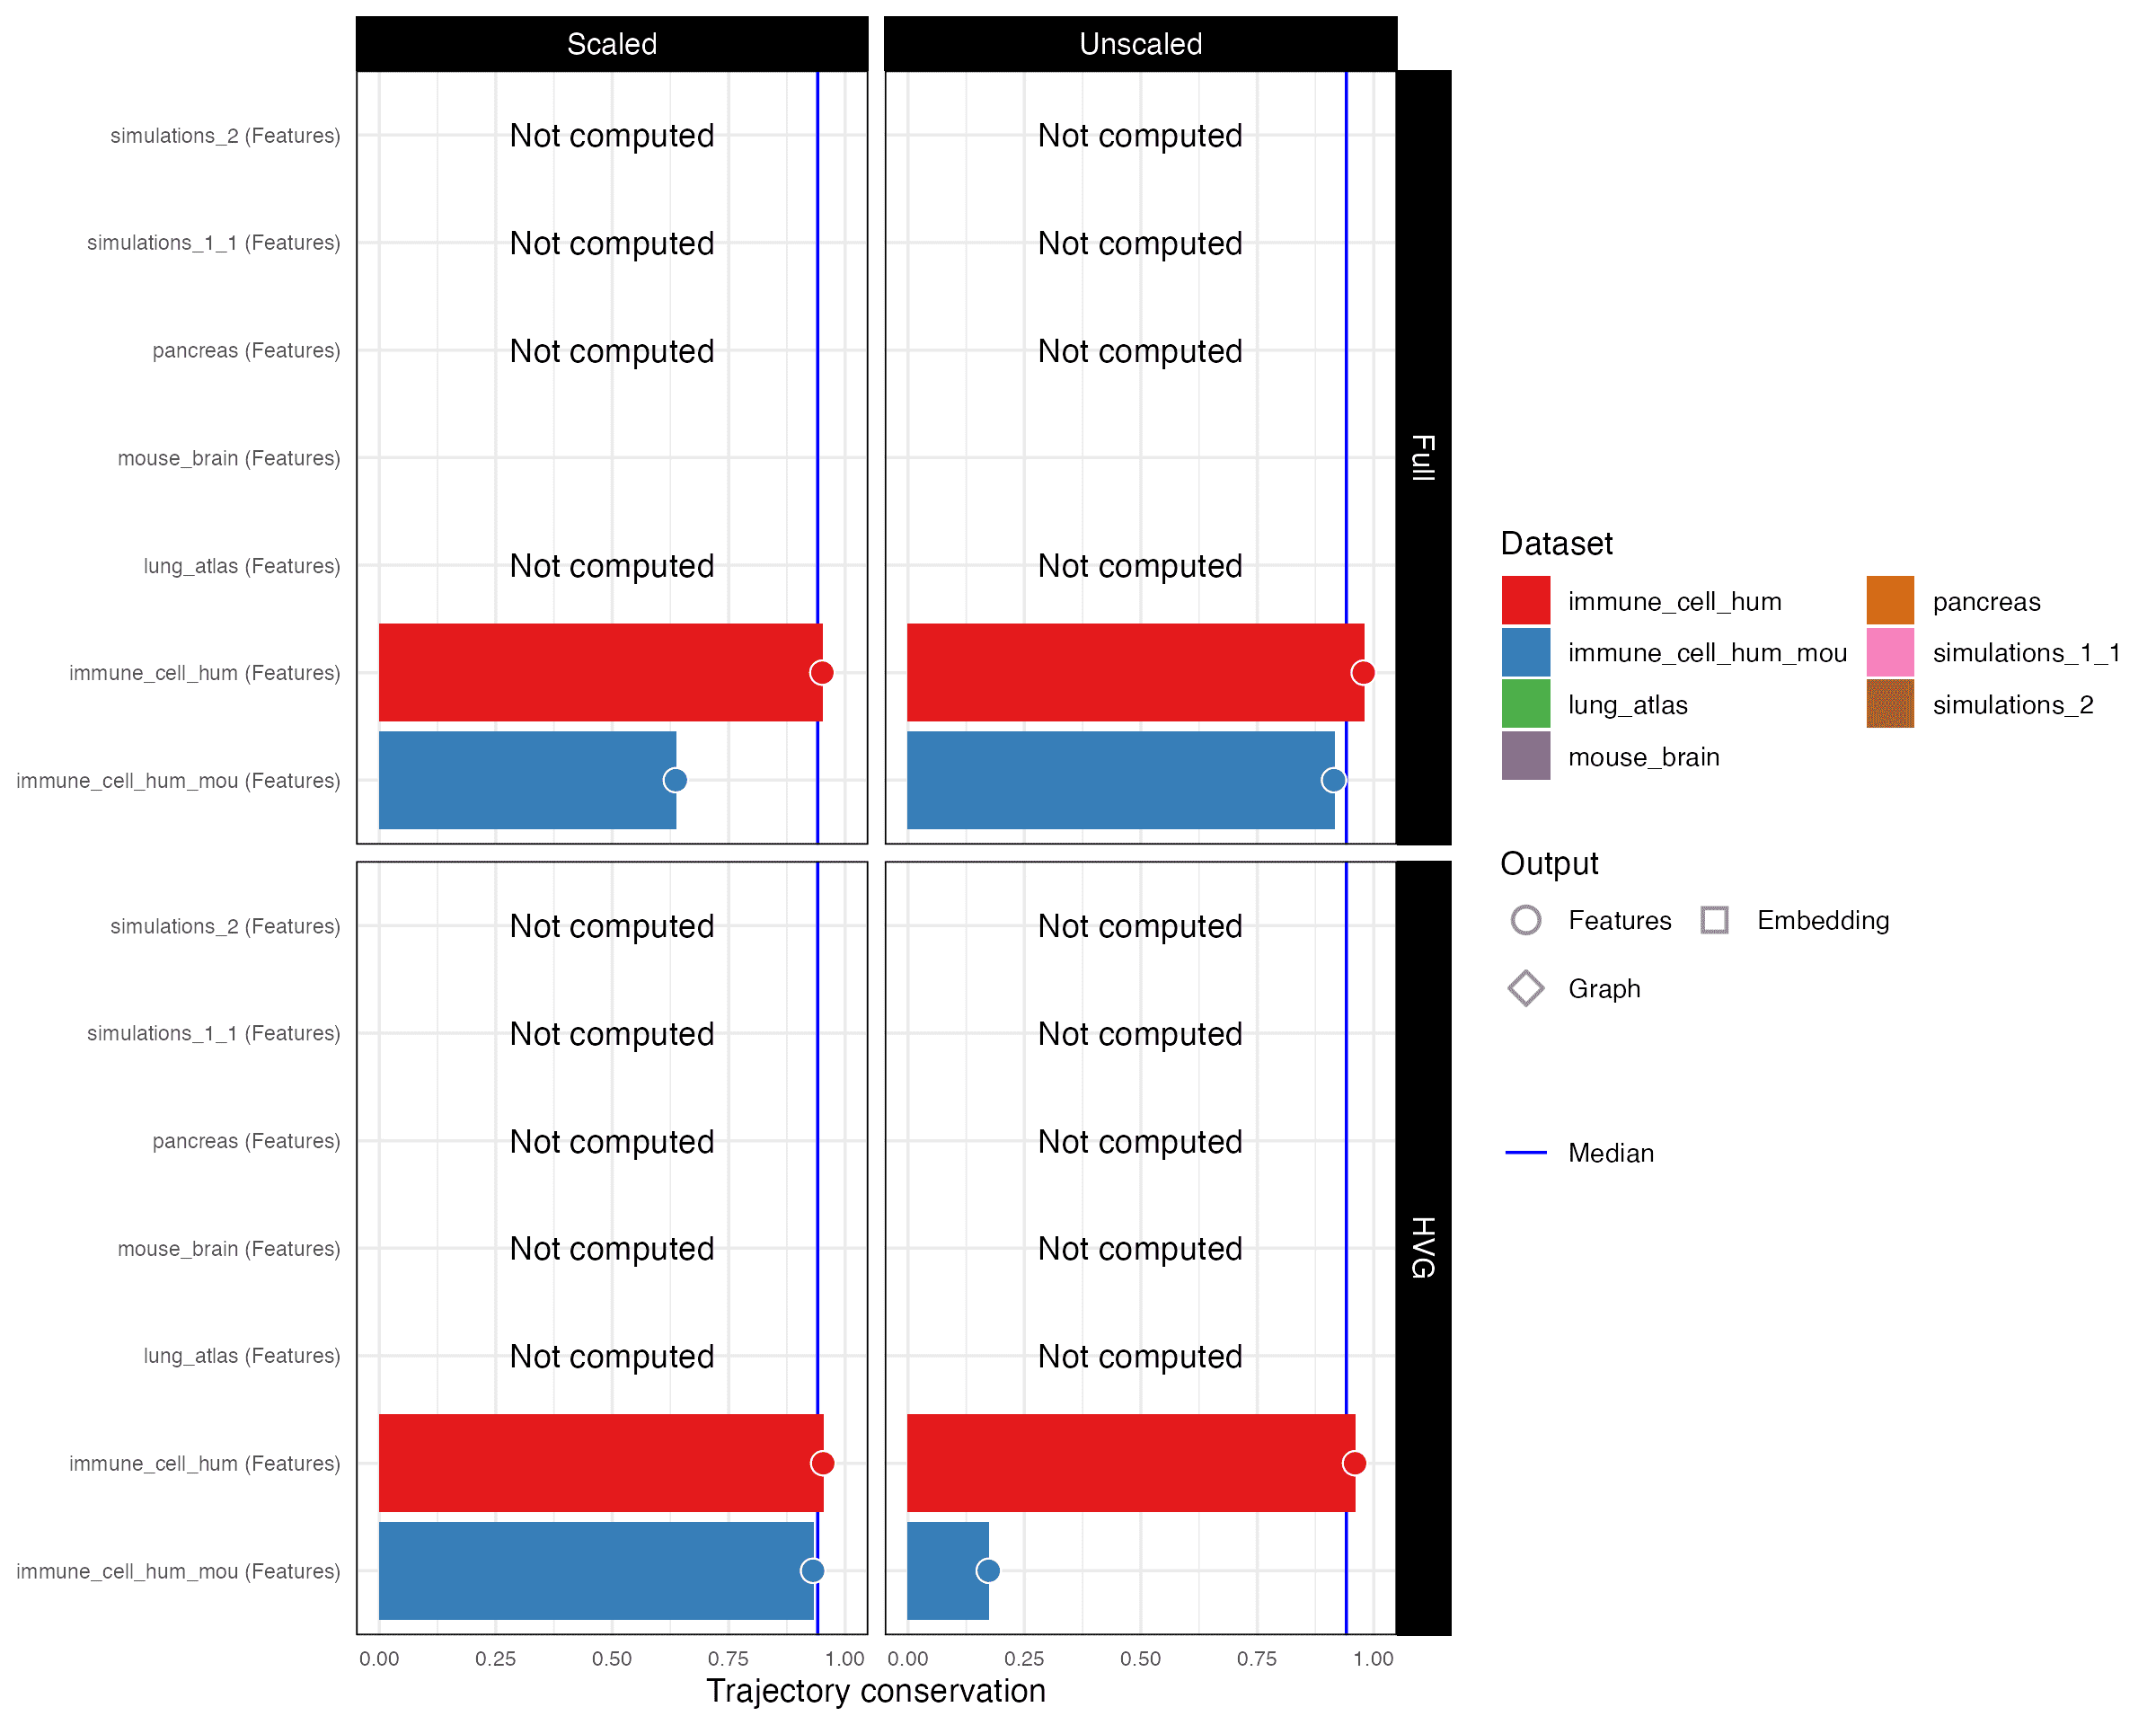 Scaled
Unscaled
simulations_2 (Features)
Not computed
Not computed
simulations_1_1 (Features)
Not computed
Not computed
pancreas (Features)
Not computed
Not computed
mouse_brain (Features)
lung_atlas (Features)
Not computed
Not computed
immune_cell_hum (Features)
immune_cell_hum_mou (Features)
Full
simulations_2 (Features)
Not computed
Not computed
simulations_1_1 (Features)
Not computed
Not computed
pancreas (Features)
Not computed
Not computed
mouse_brain (Features)
Not computed
Not computed
lung_atlas (Features)
Not computed
Not computed
immune_cell_hum (Features)
immune_cell_hum_mou (Features)
HVG
0.00 0.25 0.50 0.75 1.00
0.00 0.25 0.50 0.75 1.00
Trajectory conservation
Dataset
immune_cell_hum
immune_cell_hum_mou
lung_atlas
mouse_brain
pancreas
simulations_1_1
simulations_2
Output
Features
Embedding
Graph
Median